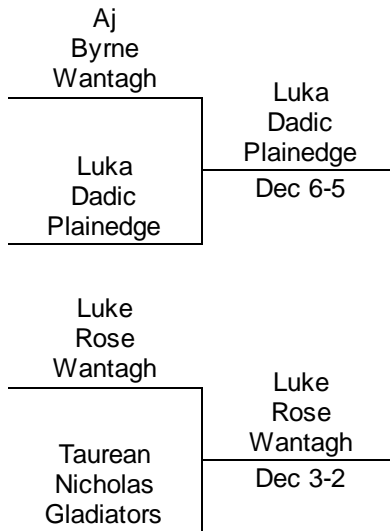 Aj
Byrne
Wantagh
Luka
Dadic
Plainedge
Luka
Dadic
Plainedge
Dec 6-5
Luke
Rose
Wantagh
Taurean
Nicholas
Gladiators
Luke
Rose
Wantagh
Dec 3-2